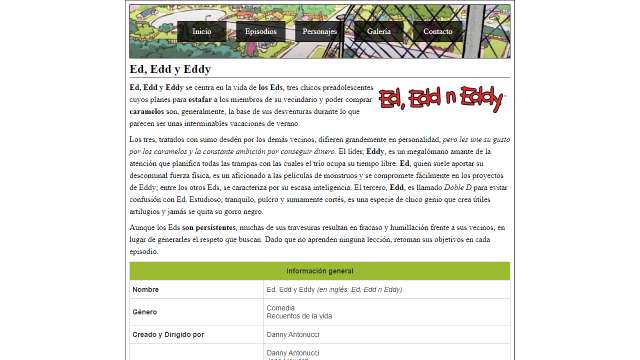 Inicio Episodios Personajes Galería Contacto
Ed, Edd y Eddy
Ed, Edd n Eddy
Ed, Edd y Eddy se centra en la vida de los Eds, tres chicos preadolescentes
cuyos planes para estafar a los miembros de su vecindario y poder comprar
caramelos son, generalmente, la base de sus desventuras durante lo que
parecen ser unas interminables vacaciones de verano.
Los tres, tratados con sumo desdén por los demás vecinos, difieren grandemente en personalidad, pero les une su gusto
por los caramelos y la constante ambición por conseguir dinero. El líder, Eddy, es un megalómano amante de la
atención que planifica todas las trampas con las cuales el trío ocupa su tiempo libre. Ed, quien suele aportar su
descomunal fuerza física, es un aficionado a las películas de monstruos y se compromete fácilmente en los proyectos
de Eddy; entre los otros Eds, se caracteriza por su escasa inteligencia. El tercero, Edd, es llamado Doble D para evitar
confusión con Ed. Estudioso, tranquilo, pulcro y sumamente cortés, es una especie de chico genio que crea útiles
artilugios y jamás se quita su gorro negro.
Aunque los Eds son persistentes, muchas de sus travesuras resultan en fracaso y humillación frente a sus vecinos, en
lugar de generarles el respeto que buscan. Dado que no aprenden ninguna lección, retoman sus objetivos en cada
episodio.
Información general
Nombre Ed, Edd y Eddy (en inglés: Ed, Edd n Eddy)
Género Comedia
Recuentos de la vida
Creado y Dirigido por Danny Antonucci
Danny Antonucci